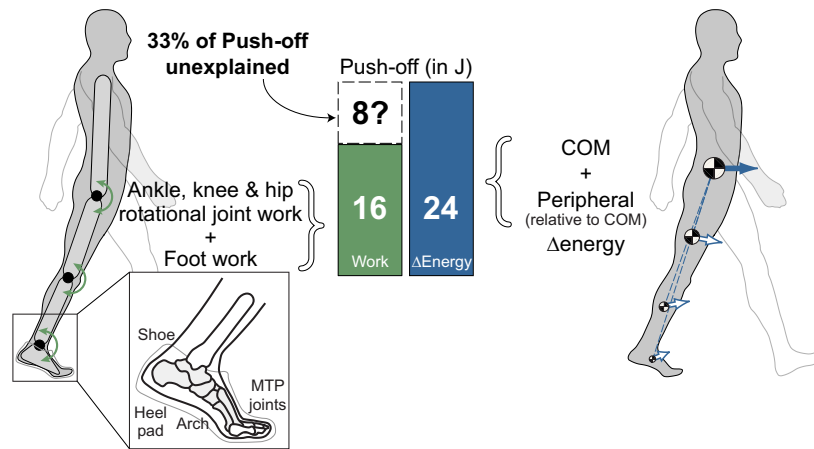 33% of Push-off
unexplained
Push-off (in J)
8?
16
Work
24
ΔEnergy
Ankle, knee & hip
rotational joint work
+
Foot work
COM
+
Peripheral
(relative to COM)
Δenergy
Shoe
Heel
pad
Arch
MTP
joints